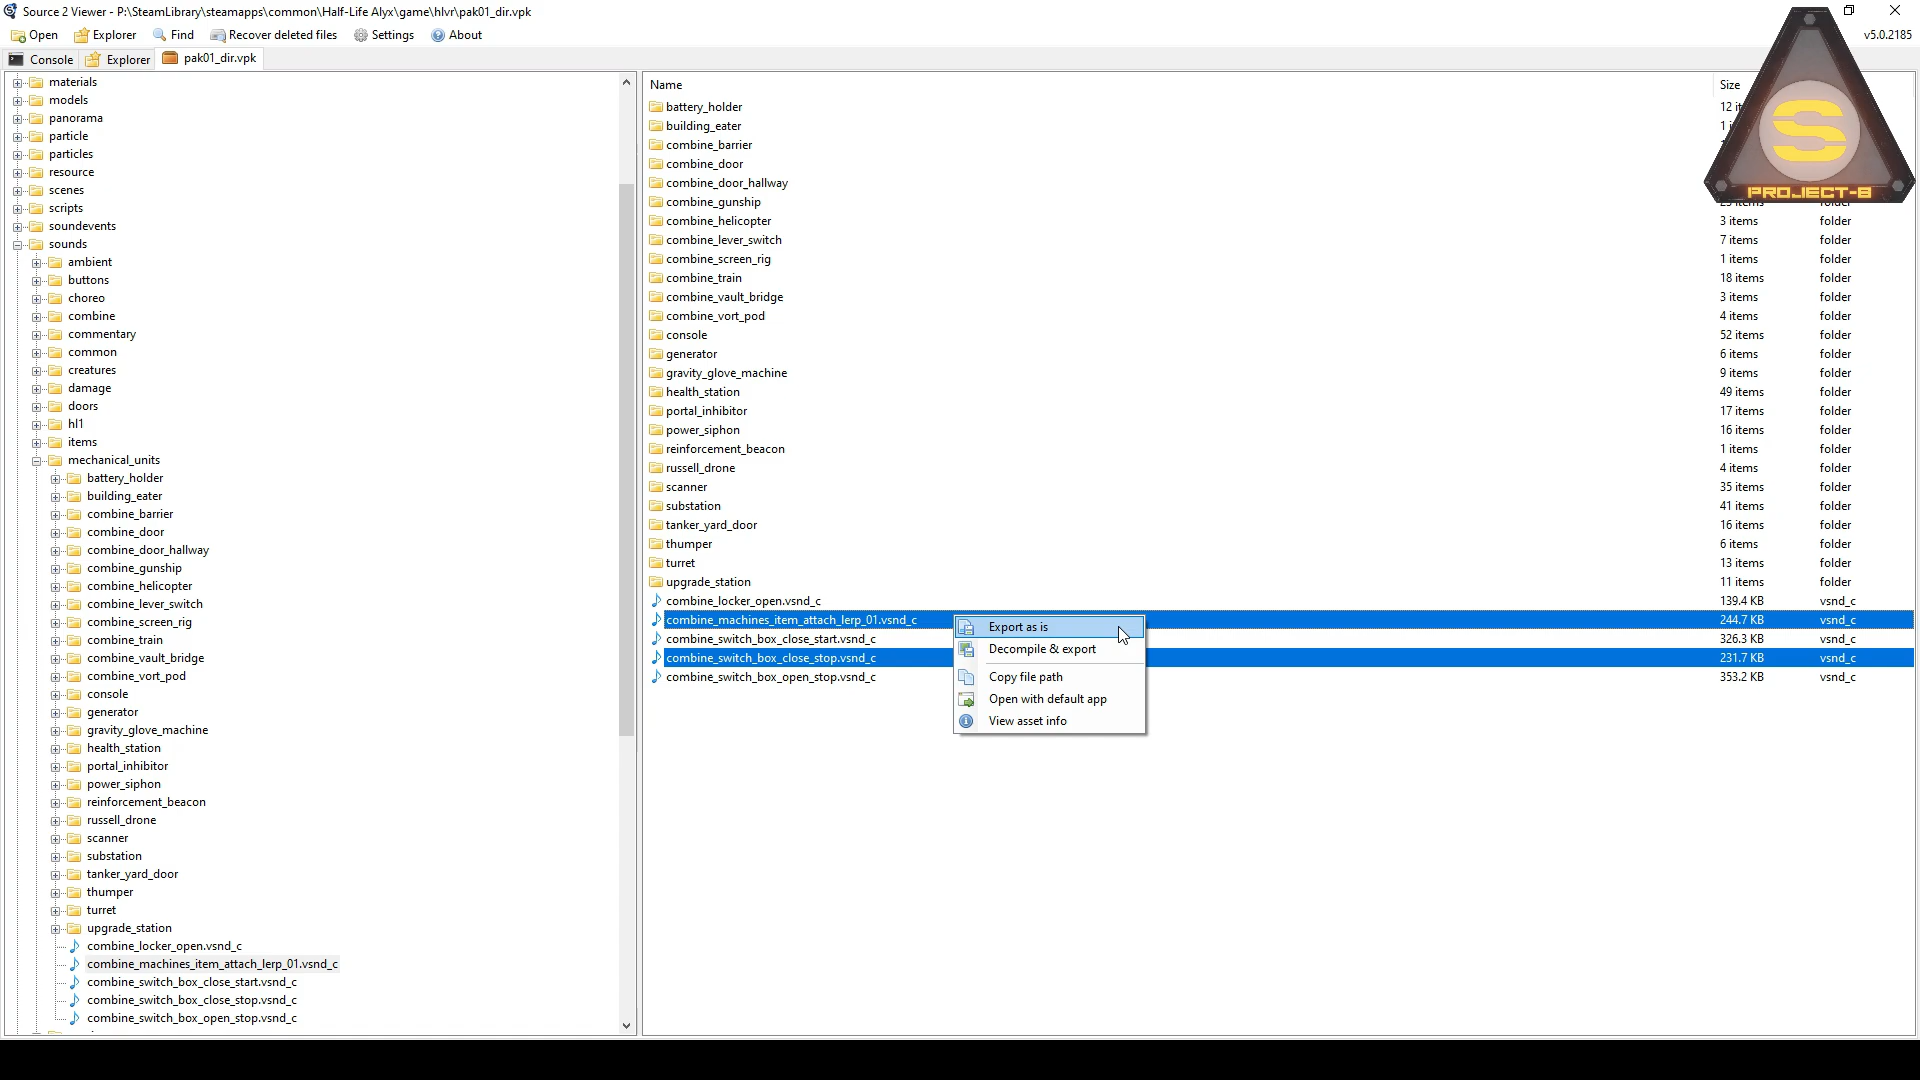 Source 2 Viewer - P:\SteamLibrary\steamapps\common\Half-Life Alyx\game\hlvr\pak01_dir.vpk
Open Explorer Find Recover deleted files Settings About v5.0.2185
Console Explorer pak01_dir.vpk
materials
models
panorama
particle
particles
resource
scenes
scripts
soundevents
sounds
ambient
buttons
choreo
combine
commentary
common
creatures
damage
doors
hl1
items
mechanical_units
battery_holder
building_eater
combine_barrier
combine_door
combine_door_hallway
combine_gunship
combine_helicopter
combine_lever_switch
combine_screen_rig
combine_train
combine_vault_bridge
combine_vort_pod
console
generator
gravity_glove_machine
health_station
portal_inhibitor
power_siphon
reinforcement_beacon
russell_drone
scanner
substation
tanker_yard_door
thumper
turret
upgrade_station
combine_locker_open.vsnd_c
combine_machines_item_attach_lerp_01.vsnd_c
combine_switch_box_close_start.vsnd_c
combine_switch_box_close_stop.vsnd_c
combine_switch_box_open_stop.vsnd_c
Name Size
battery_holder 12
building_eater
combine_barrier
combine_door
combine_door_hallway
combine_gunship
combine_helicopter 3 items folder
combine_lever_switch 7 items folder
combine_screen_rig 1 items folder
combine_train 18 items folder
combine_vault_bridge 3 items folder
combine_vort_pod 4 items folder
console 52 items folder
generator 6 items folder
gravity_glove_machine 9 items folder
health_station 49 items folder
portal_inhibitor 17 items folder
power_siphon 16 items folder
reinforcement_beacon 1 items folder
russell_drone 4 items folder
scanner 35 items folder
substation 41 items folder
tanker_yard_door 16 items folder
thumper 6 items folder
turret 13 items folder
upgrade_station 11 items folder
combine_locker_open.vsnd_c 139.4 KB vsnd_c
combine_machines_item_attach_lerp_01.vsnd_c 244.7 KB vsnd_c
combine_switch_box_close_start.vsnd_c 326.3 KB vsnd_c
combine_switch_box_close_stop.vsnd_c 231.7 KB vsnd_c
combine_switch_box_open_stop.vsnd_c 353.2 KB vsnd_c
Export as is
Decompile & export
Copy file path
Open with default app
View asset info
S
PROJECT-8